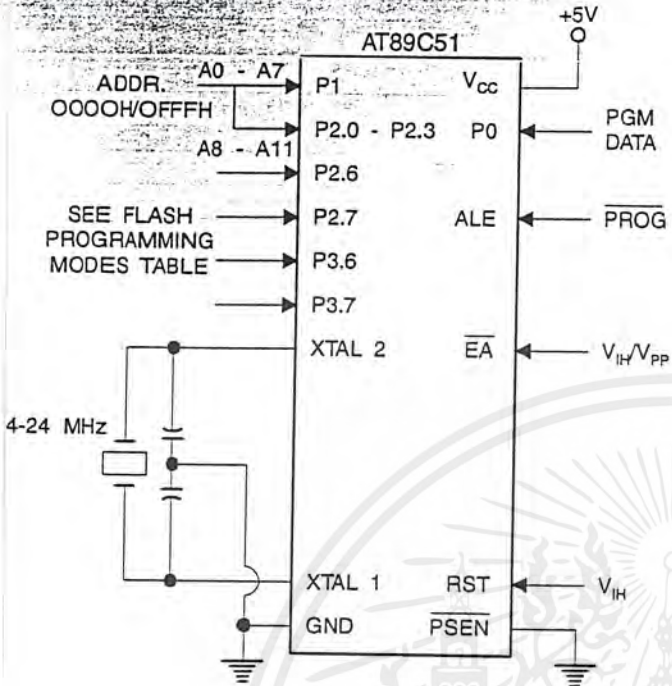 +5V
AT89C51
A0 - A7
ADDR.
OOOOH/OFFFH
P1
VCC
P2.0 - P2.3
P0
PGM
DATA
A8 - A11
P2.6
SEE FLASH
PROGRAMMING
MODES TABLE
P2.7
ALE
PROG
P3.6
P3.7
XTAL 2
EA
VIH/VPP
4-24 MHz
XTAL 1
RST
VIH
GND
PSEN